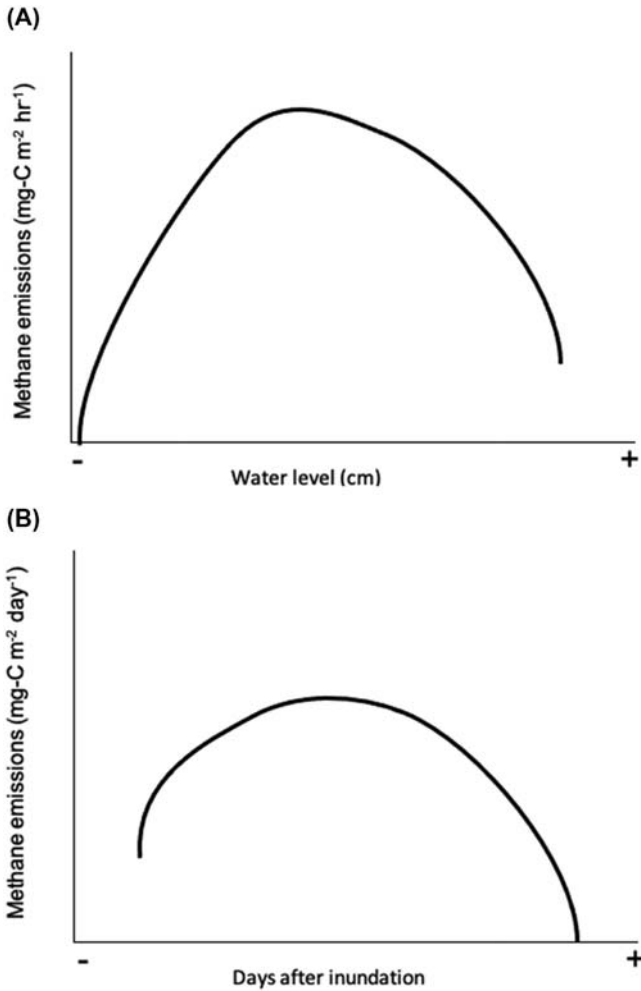 (A)
Methane emissions (mg-C m⁻² hr⁻¹)
- +
Water level (cm)
(B)
Methane emissions (mg-C m⁻² day⁻¹)
- +
Days after inundation